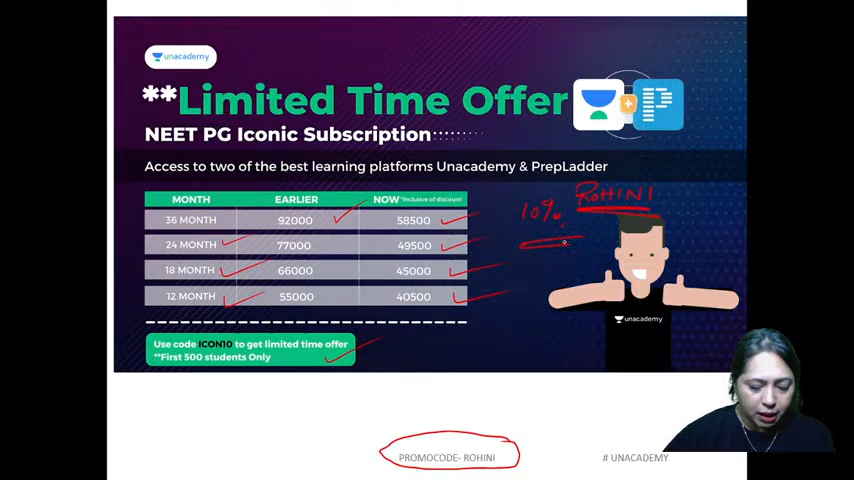 unacademy
**Limited Time Offer
NEET PG Iconic Subscription
Access to two of the best learning platforms Unacademy & PrepLadder
MONTH EARLIER NOW *Inclusive of discount
36 MONTH 92000 58500
24 MONTH 77000 49500
18 MONTH 66000 45000
12 MONTH 55000 40500
10% ROHINI
unacademy
Use code ICON10 to get limited time offer
**First 500 students Only
PROMOCODE- ROHINI
# UNACADEMY